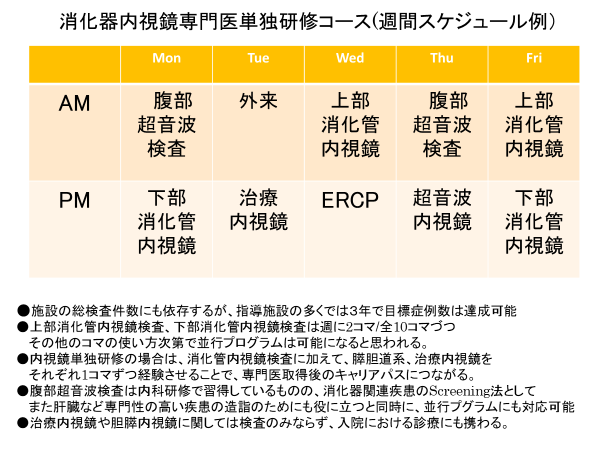 消化器内視鏡専門医単独研修コース(週間スケジュール例)
Mon Tue Wed Thu Fri
AM 腹部超音波検査 外来 上部消化管内視鏡 腹部超音波検査 上部消化管内視鏡
PM 下部消化管内視鏡 治療内視鏡 ERCP 超音波内視鏡 下部消化管内視鏡
●施設の総検査件数にも依存するが、指導施設の多くでは3年で目標症例数は達成可能
●上部消化管内視鏡検査、下部消化管内視鏡検査は週に2コマ/全10コマづつ
その他のコマの使い方次第で並行プログラムは可能になると思われる。
●内視鏡単独研修の場合は、消化管内視鏡検査に加えて、膵胆道系、治療内視鏡を
それぞれ1コマずつ経験させることで、専門医取得後のキャリアパスにつながる。
●腹部超音波検査は内科研修で習得しているものの、消化器関連疾患のScreening法として
また肝臓など専門性の高い疾患の造詣のためにも役に立つと同時に、並行プグラムにも対応可能
●治療内視鏡や胆膵内視鏡に関しては検査のみならず、入院における診療にも携わる。